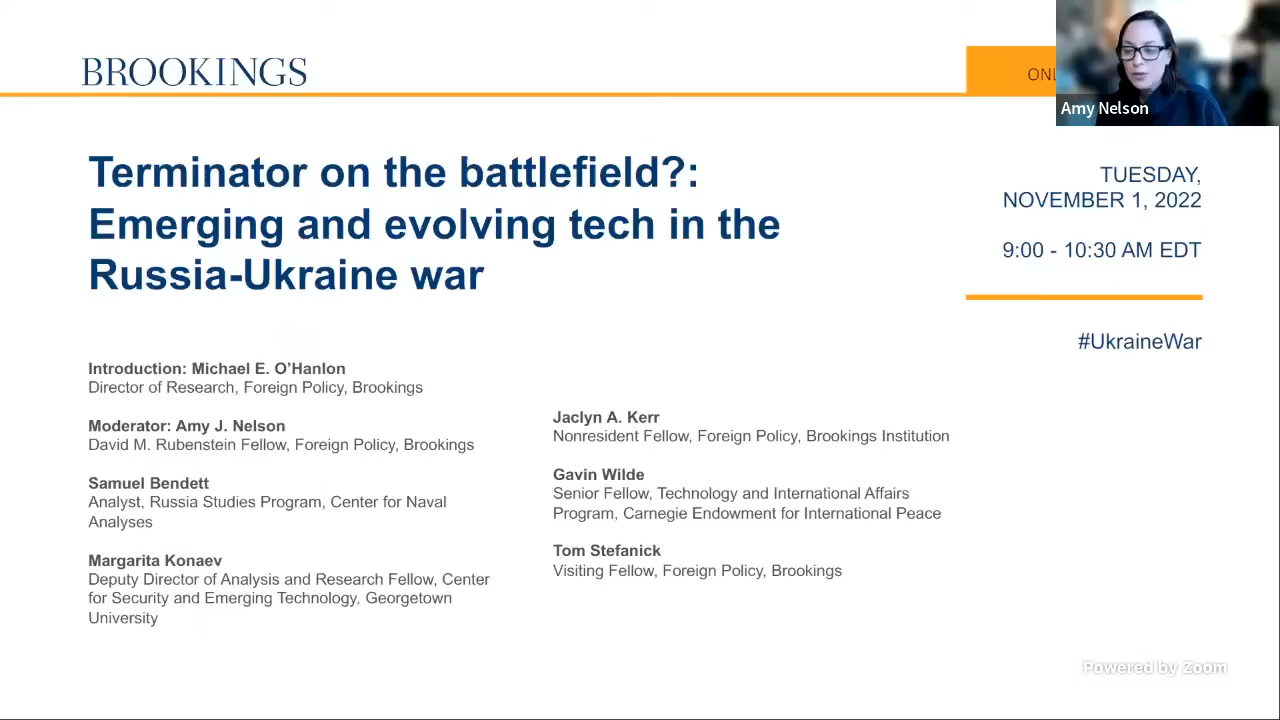 BROOKINGS
ONL
Amy Nelson
Terminator on the battlefield?:
Emerging and evolving tech in the
Russia-Ukraine war
TUESDAY,
NOVEMBER 1, 2022
9:00 - 10:30 AM EDT
#UkraineWar
Introduction: Michael E. O’Hanlon
Director of Research, Foreign Policy, Brookings
Moderator: Amy J. Nelson
David M. Rubenstein Fellow, Foreign Policy, Brookings
Samuel Bendett
Analyst, Russia Studies Program, Center for Naval
Analyses
Margarita Konaev
Deputy Director of Analysis and Research Fellow, Center
for Security and Emerging Technology, Georgetown
University
Jaclyn A. Kerr
Nonresident Fellow, Foreign Policy, Brookings Institution
Gavin Wilde
Senior Fellow, Technology and International Affairs
Program, Carnegie Endowment for International Peace
Tom Stefanick
Visiting Fellow, Foreign Policy, Brookings
Powered by Zoom